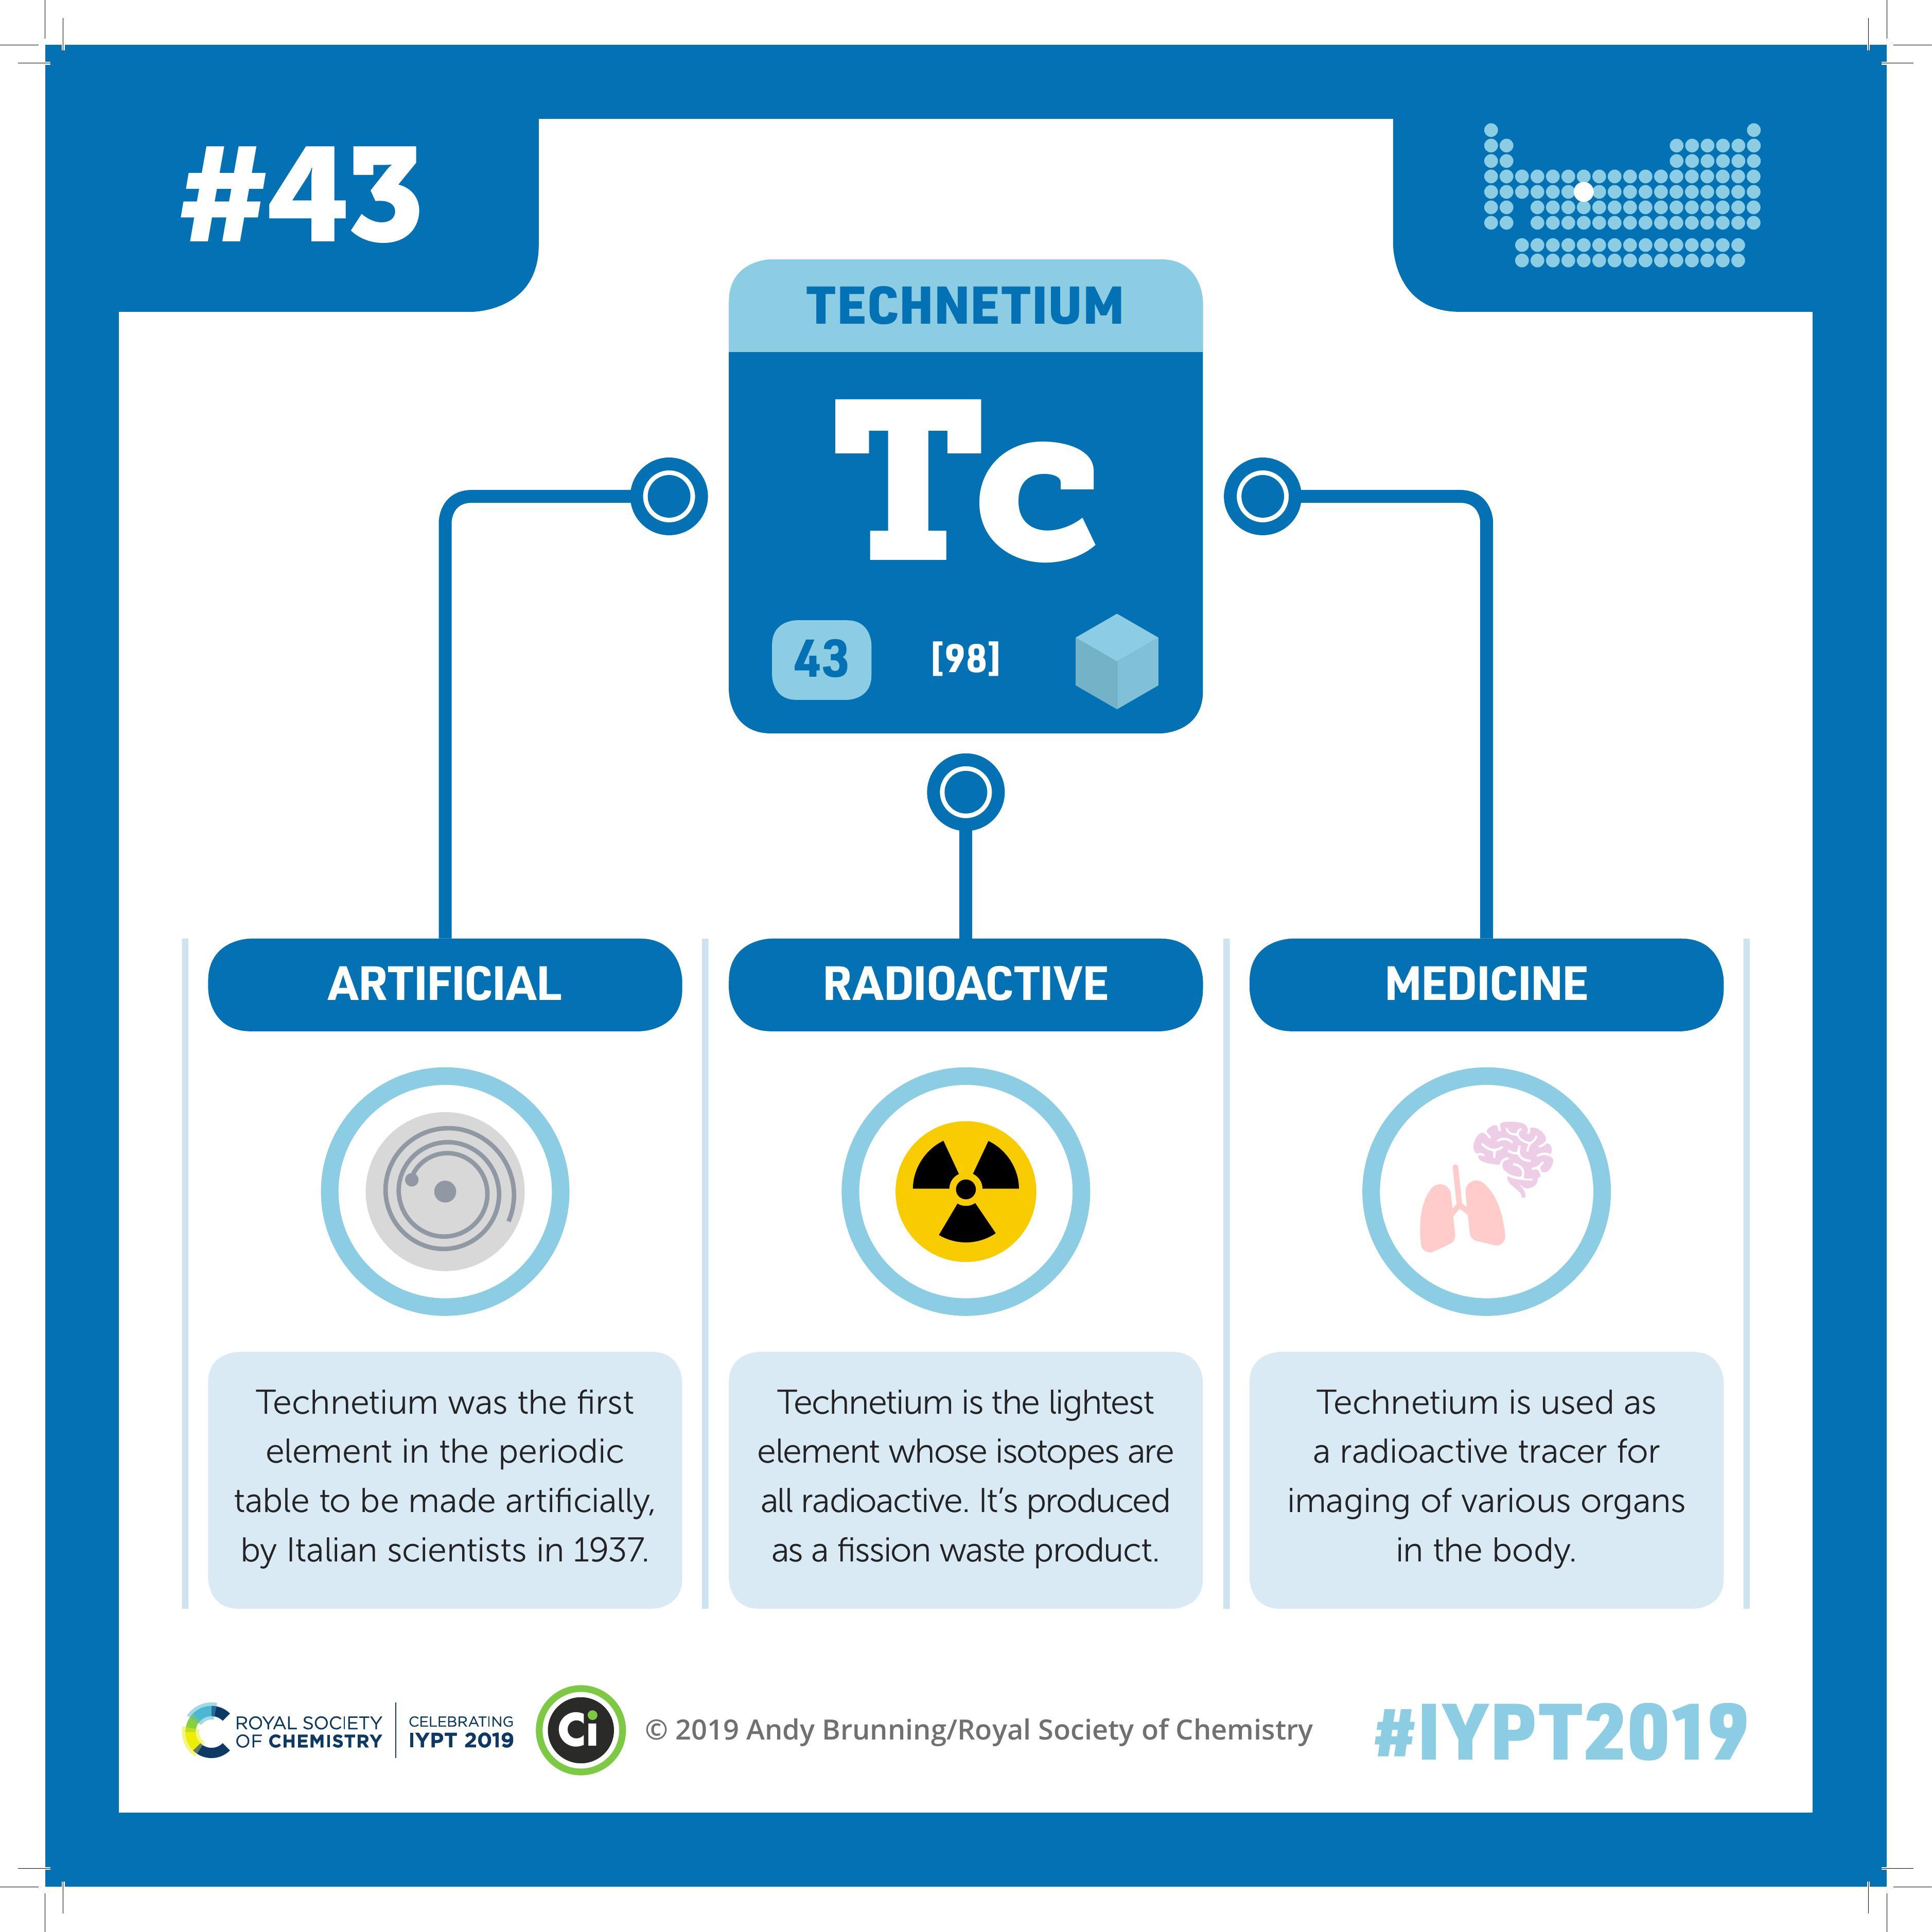 #43
TECHNETIUM
Tc
43
[98]
ARTIFICIAL
Technetium was the first
element in the periodic
table to be made artificially,
by Italian scientists in 1937.
RADIOACTIVE
Technetium is the lightest
element whose isotopes are
all radioactive. It's produced
as a fission waste product.
MEDICINE
Technetium is used as
a radioactive tracer for
imaging of various organs
in the body.
ROYAL SOCIETY
OF CHEMISTRY
CELEBRATING
IYPT 2019
Ci
© 2019 Andy Brunning/Royal Society of Chemistry
#IYPT2019